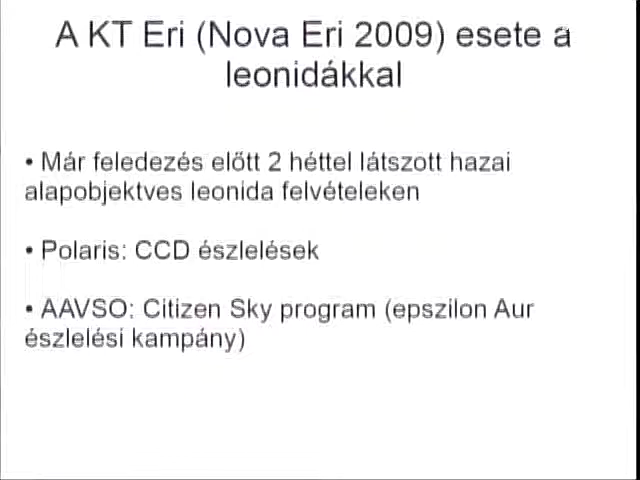 A KT Eri (Nova Eri 2009) esete a
leonidákkal
• Már feledezés előtt 2 héttel látszott hazai
alapobjektves leonida felvételeken
• Polaris: CCD észlelések
• AAVSO: Citizen Sky program (epszilon Aur
észlelési kampány)